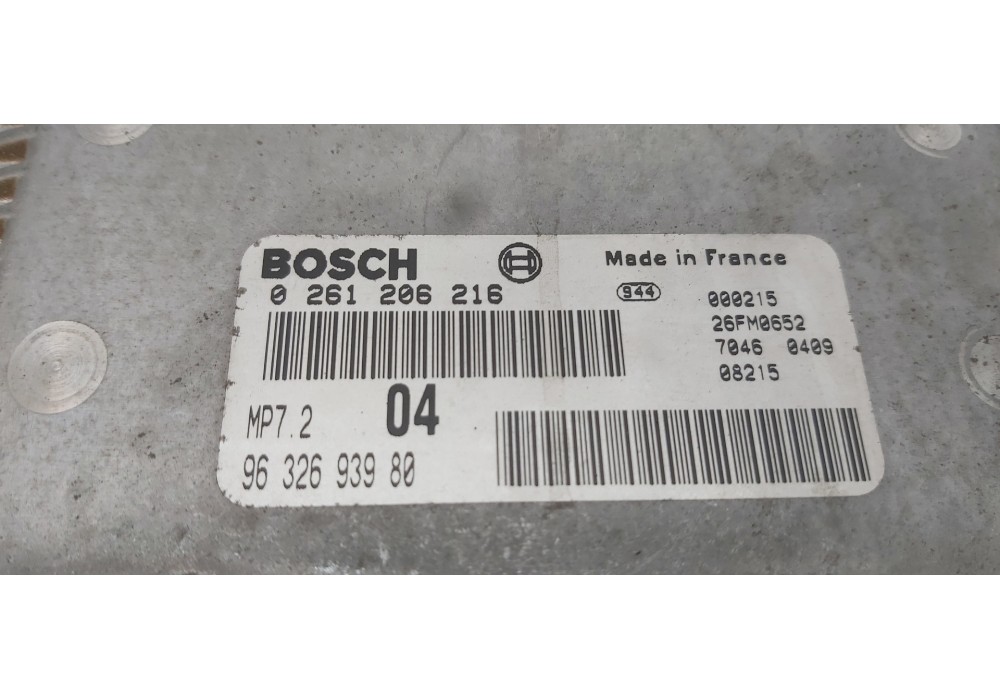 BOSCH
Made in France
0 261 206 216
944
000215
26FM0652
7046 0409
08215
MP7.2
04
96 326 939 80